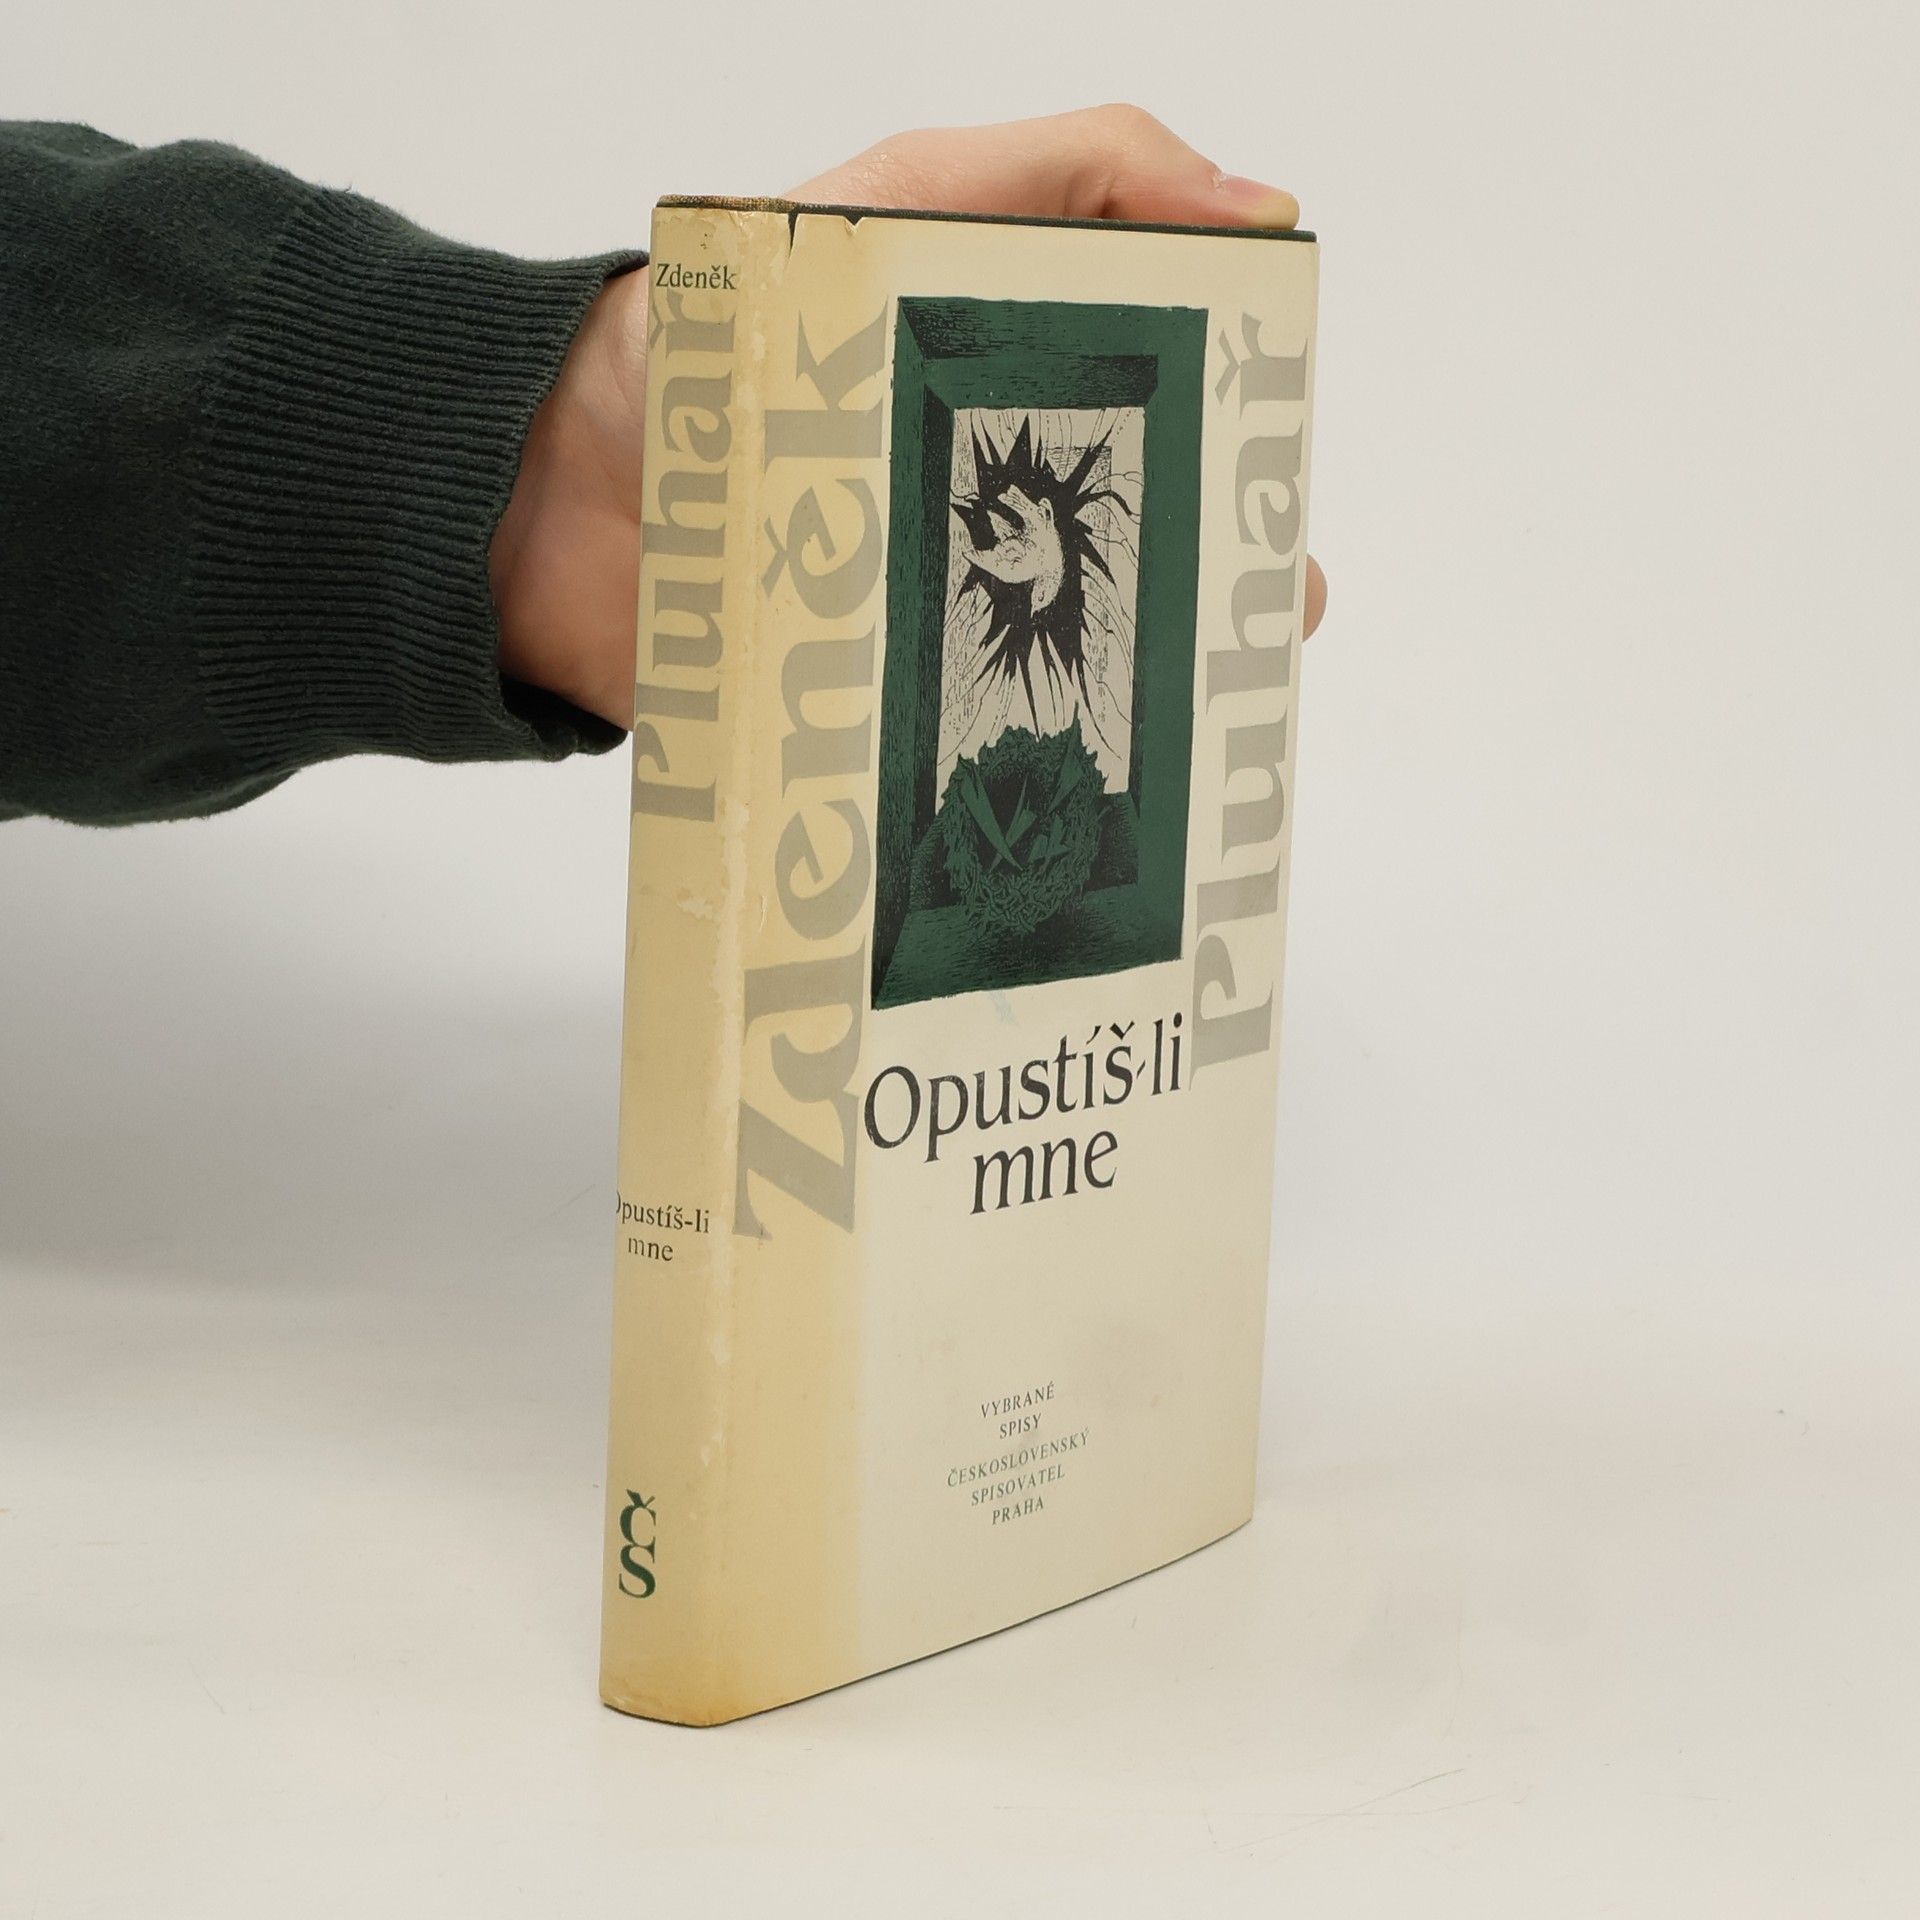 Zdeněk
Pluhař
Opustíš-li
mne
ČS
Zdeněk
Pluhař
Opustíš-li
mne
VYBRANÉ
SPISY
ČESKOSLOVENSKÝ
SPISOVATEL
PRAHA